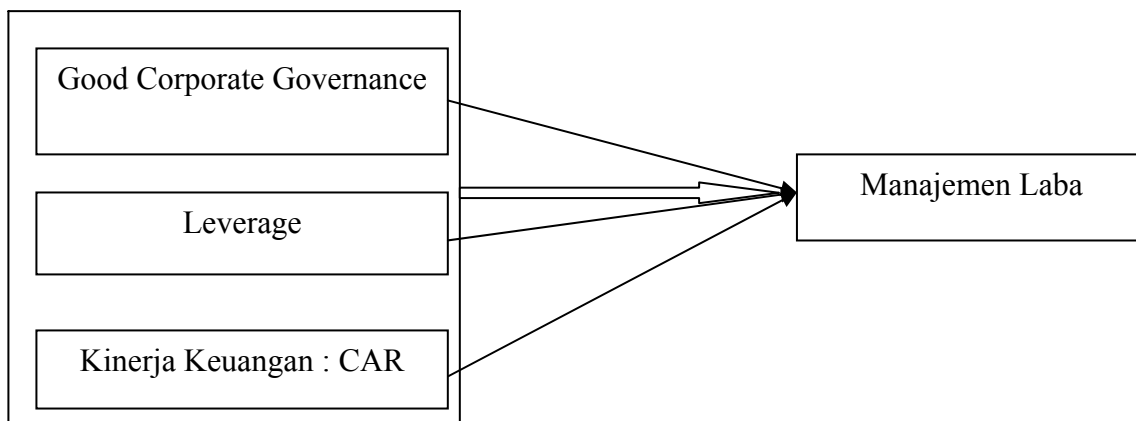 Good Corporate Governance
Leverage
Kinerja Keuangan : CAR
Manajemen Laba